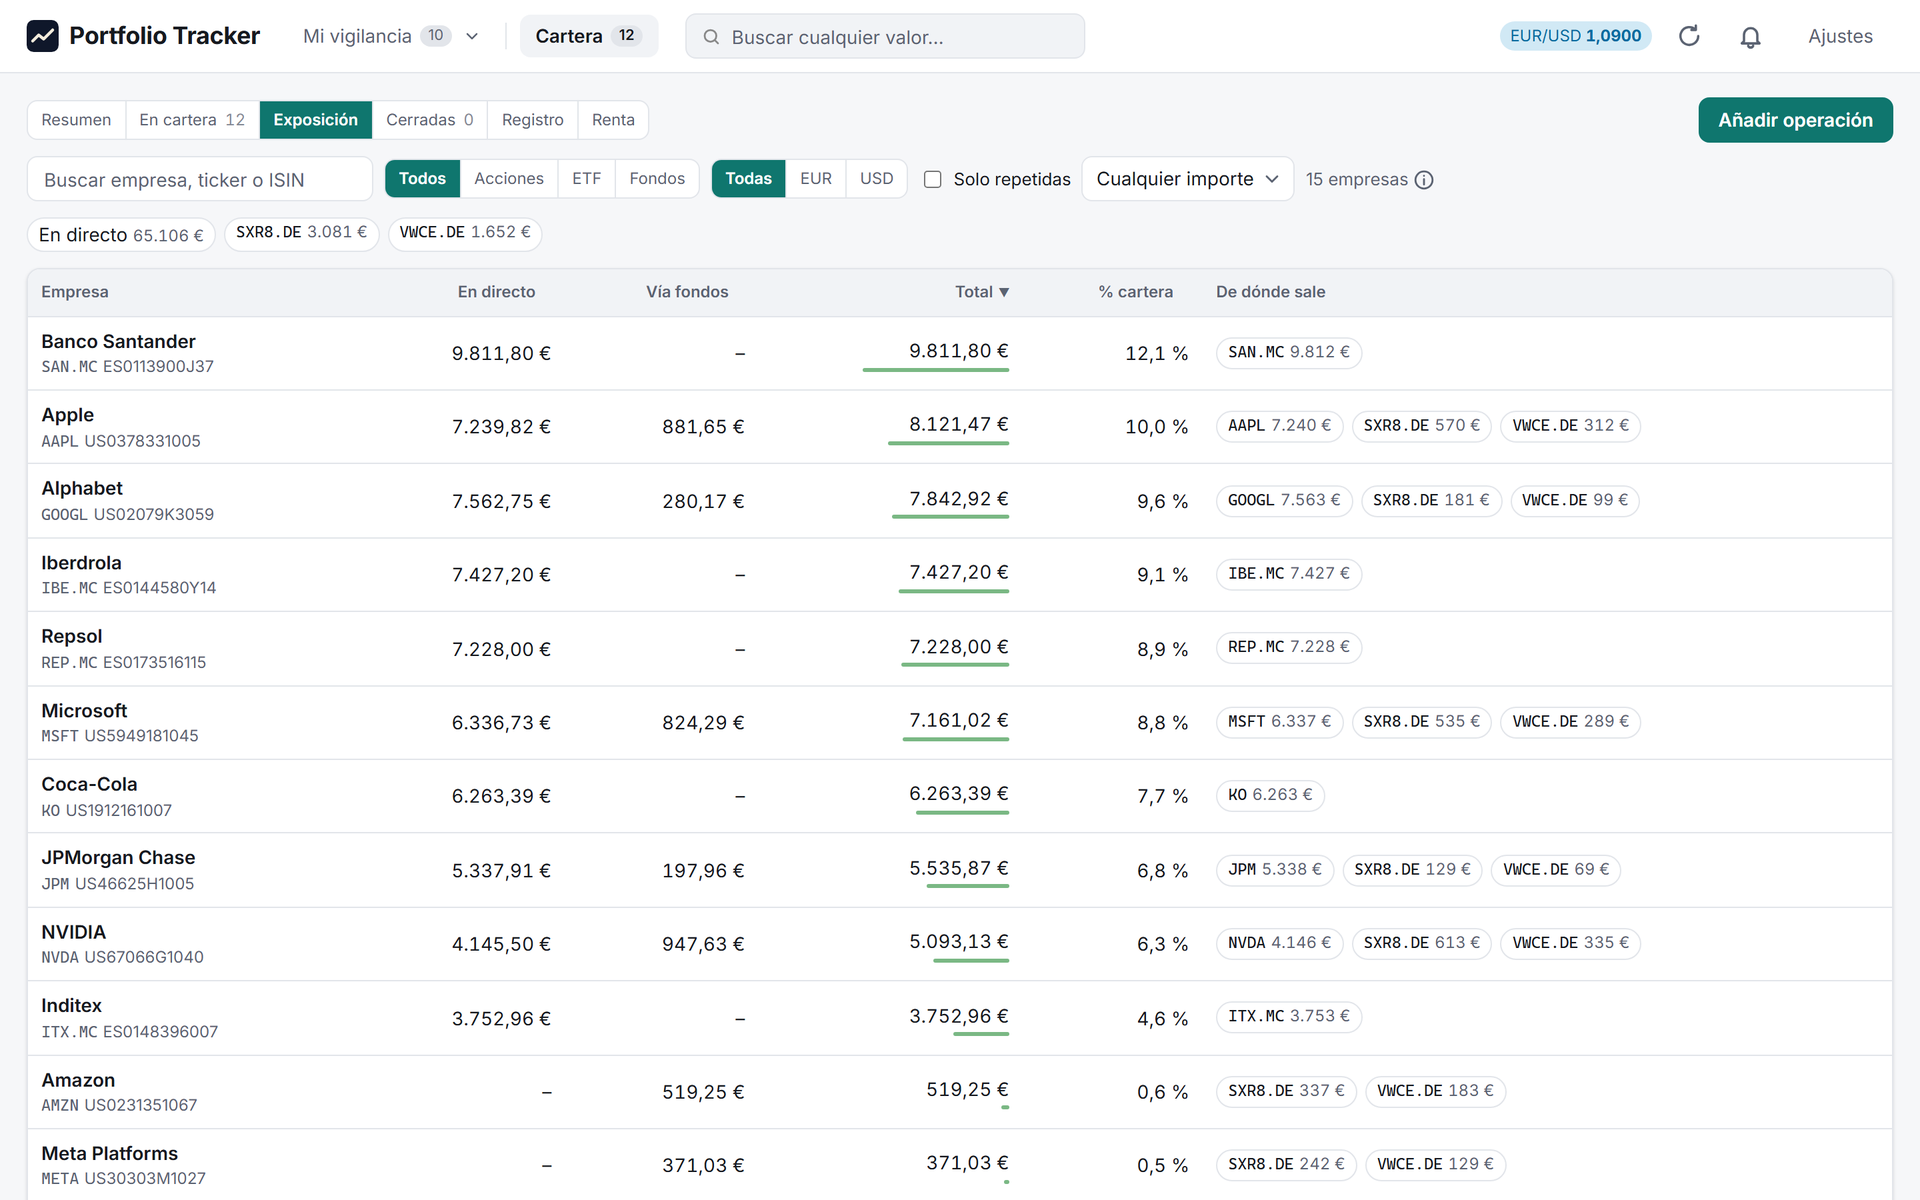 Portfolio Tracker Mi vigilancia 10 Cartera 12 Buscar cualquier valor... EUR/USD 1,0900 Ajustes
Resumen En cartera 12 Exposición Cerradas 0 Registro Renta Añadir operación
Buscar empresa, ticker o ISIN Todos Acciones ETF Fondos Todas EUR USD Solo repetidas Cualquier importe 15 empresas
En directo 65.106 € SXR8.DE 3.081 € VWCE.DE 1.652 €
Empresa En directo Vía fondos Total ▼ % cartera De dónde sale
Banco Santander
SAN.MC ES0113900J37 9.811,80 € – 9.811,80 € 12,1 % SAN.MC 9.812 €
Apple
AAPL US0378331005 7.239,82 € 881,65 € 8.121,47 € 10,0 % AAPL 7.240 € SXR8.DE 570 € VWCE.DE 312 €
Alphabet
GOOGL US02079K3059 7.562,75 € 280,17 € 7.842,92 € 9,6 % GOOGL 7.563 € SXR8.DE 181 € VWCE.DE 99 €
Iberdrola
IBE.MC ES0144580Y14 7.427,20 € – 7.427,20 € 9,1 % IBE.MC 7.427 €
Repsol
REP.MC ES0173516115 7.228,00 € – 7.228,00 € 8,9 % REP.MC 7.228 €
Microsoft
MSFT US5949181045 6.336,73 € 824,29 € 7.161,02 € 8,8 % MSFT 6.337 € SXR8.DE 535 € VWCE.DE 289 €
Coca-Cola
KO US1912161007 6.263,39 € – 6.263,39 € 7,7 % KO 6.263 €
JPMorgan Chase
JPM US46625H1005 5.337,91 € 197,96 € 5.535,87 € 6,8 % JPM 5.338 € SXR8.DE 129 € VWCE.DE 69 €
NVIDIA
NVDA US67066G1040 4.145,50 € 947,63 € 5.093,13 € 6,3 % NVDA 4.146 € SXR8.DE 613 € VWCE.DE 335 €
Inditex
ITX.MC ES0148396007 3.752,96 € – 3.752,96 € 4,6 % ITX.MC 3.753 €
Amazon
AMZN US0231351067 – 519,25 € 519,25 € 0,6 % SXR8.DE 337 € VWCE.DE 183 €
Meta Platforms
META US30303M1027 – 371,03 € 371,03 € 0,5 % SXR8.DE 242 € VWCE.DE 129 €